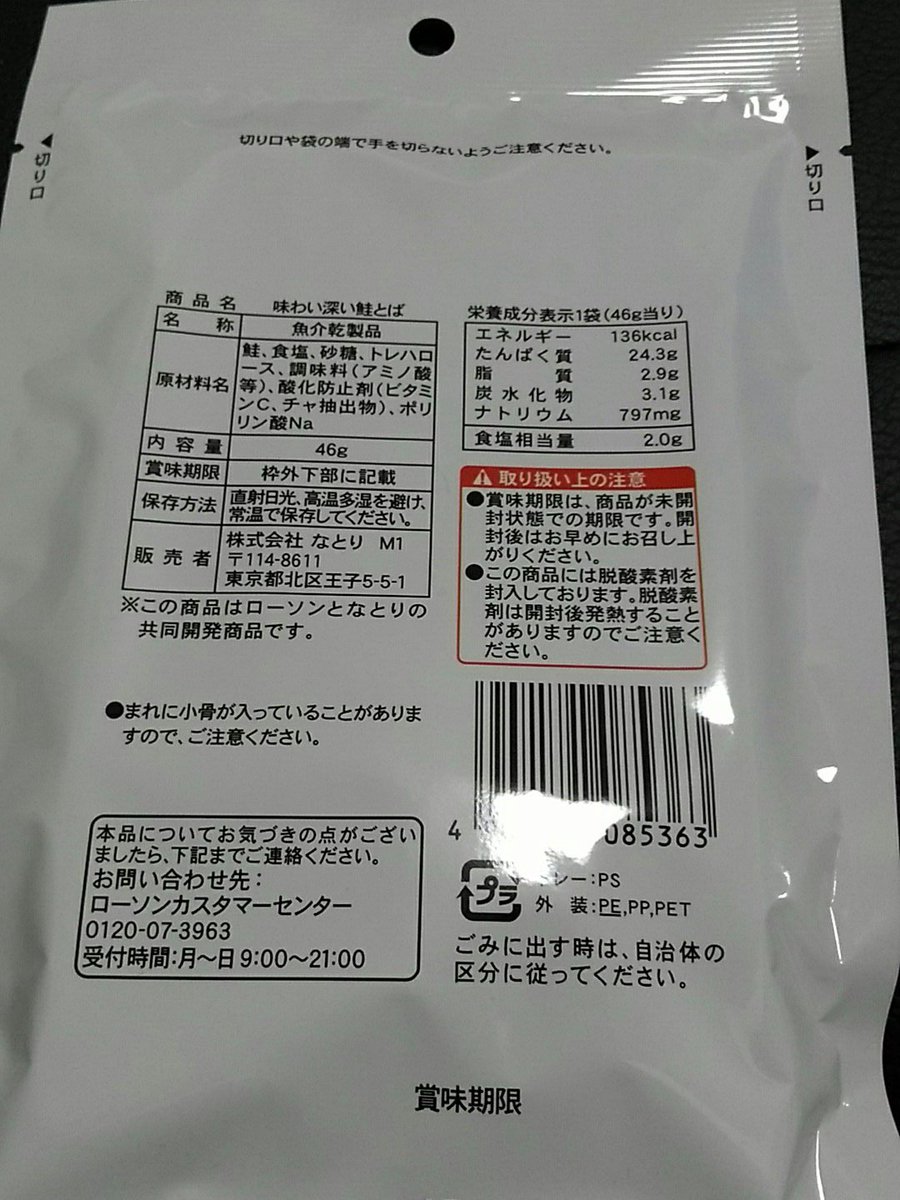 切り口や袋の端で手を切らないようご注意ください。
◀切り口
▶切り口
商品名 味わい深い鮭とば
名称 魚介乾製品
原材料名 鮭、食塩、砂糖、トレハロ
ース、調味料(アミノ酸
等)、酸化防止剤(ビタミ
ンC、チャ抽出物)、ポリ
リン酸Na
内容量 46g
賞味期限 枠外下部に記載
保存方法 直射日光、高温多湿を避け、
常温で保存してください。
販売者 株式会社 なとり M1
〒114-8611
東京都北区王子5-5-1
※この商品はローソンとなとりの
共同開発商品です。
●まれに小骨が入っていることがありま
すので、ご注意ください。
本品についてお気づきの点がござい
ましたら、下記までご連絡ください。
お問い合わせ先:
ローソンカスタマーセンター
0120-07-3963
受付時間:月〜日9:00〜21:00
栄養成分表示1袋(46g当り)
エネルギー 136kcal
たんぱく質 24.3g
脂質 2.9g
炭水化物 3.1g
ナトリウム 797mg
食塩相当量 2.0g
取り扱い上の注意
●賞味期限は、商品が未開
封状態での期限です。開
封後はお早めにお召し上
がりください。
●この商品には脱酸素剤を
封入しております。脱酸素
剤は開封後発熱すること
がありますのでご注意く
ださい。
4 085363
プラ
レー:PS
外装:PE,PP,PET
ごみに出す時は、自治体の
区分に従ってください。
賞味期限